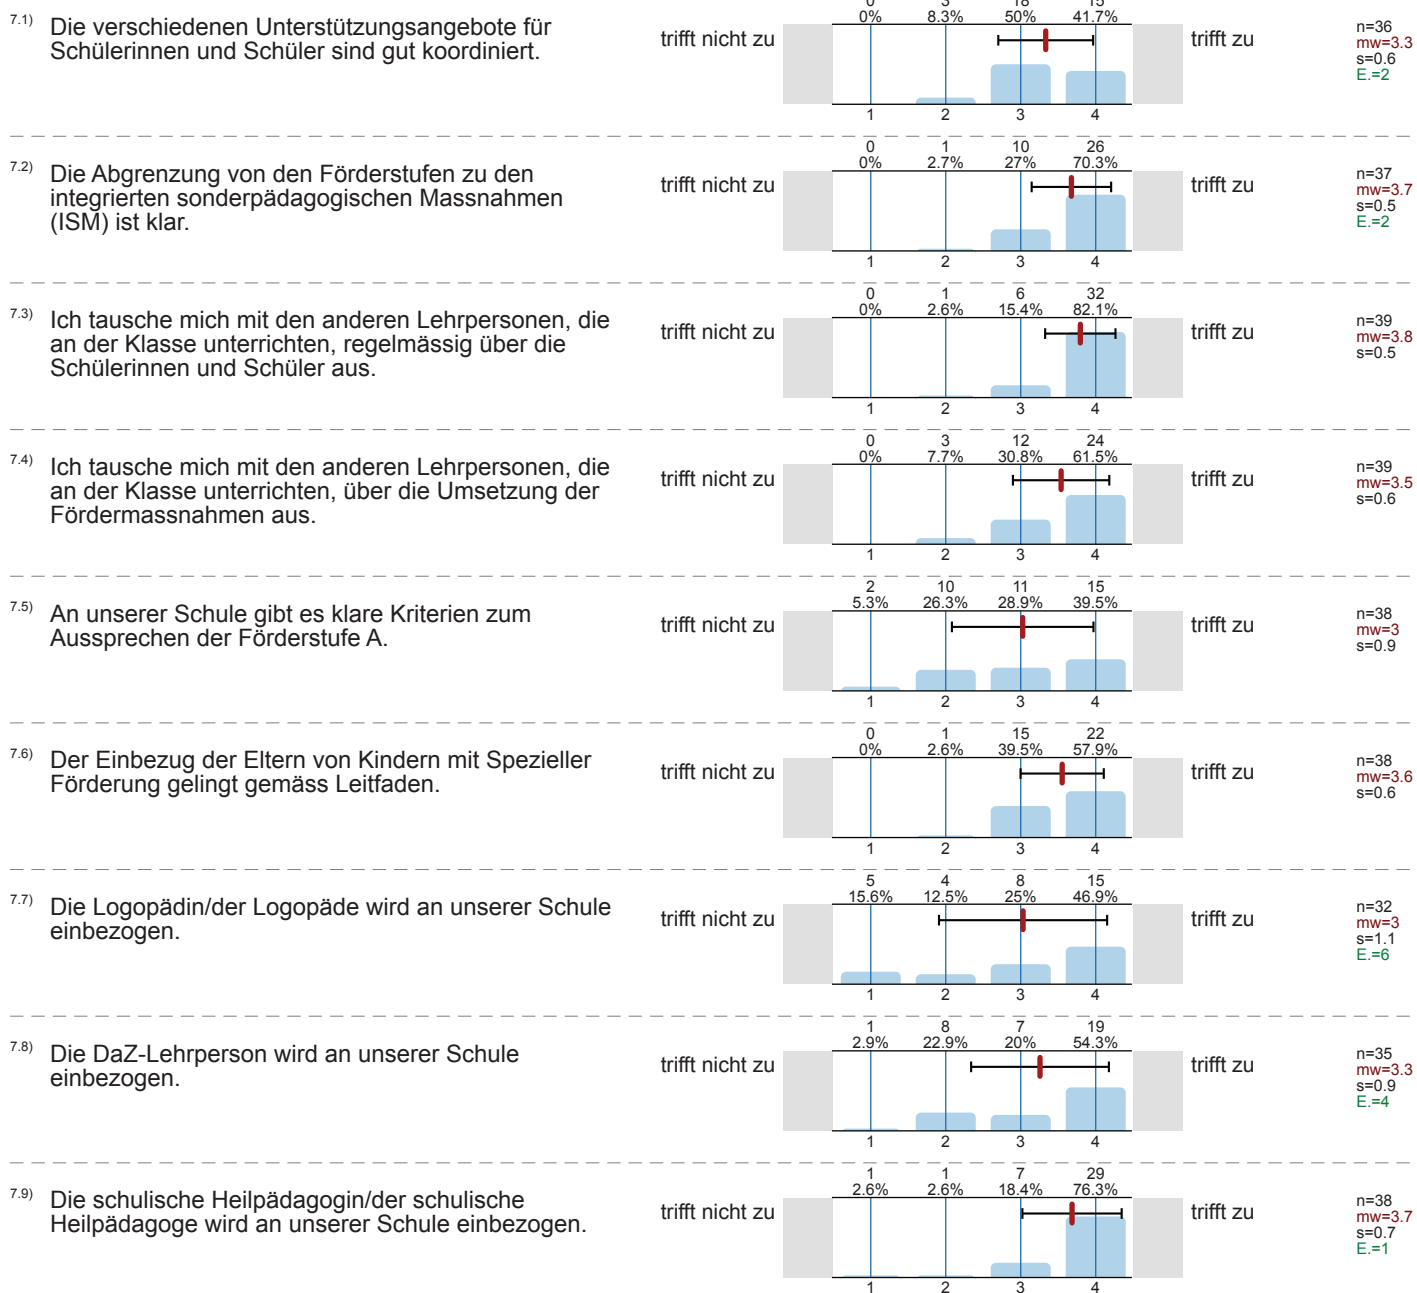 0 3 18 15
0% 8.3% 50% 41.7%
7.1) Die verschiedenen Unterstützungsangebote für
Schülerinnen und Schüler sind gut koordiniert.
trifft nicht zu
trifft zu
n=36
mw=3.3
s=0.6
E.=2
1 2 3 4
0 1 10 26
0% 2.7% 27% 70.3%
7.2) Die Abgrenzung von den Förderstufen zu den
integrierten sonderpädagogischen Massnahmen
(ISM) ist klar.
trifft nicht zu
trifft zu
n=37
mw=3.7
s=0.5
E.=2
1 2 3 4
0 1 6 32
0% 2.6% 15.4% 82.1%
7.3) Ich tausche mich mit den anderen Lehrpersonen, die
an der Klasse unterrichten, regelmässig über die
Schülerinnen und Schüler aus.
trifft nicht zu
trifft zu
n=39
mw=3.8
s=0.5
1 2 3 4
0 3 12 24
0% 7.7% 30.8% 61.5%
7.4) Ich tausche mich mit den anderen Lehrpersonen, die
an der Klasse unterrichten, über die Umsetzung der
Fördermassnahmen aus.
trifft nicht zu
trifft zu
n=39
mw=3.5
s=0.6
1 2 3 4
2 10 11 15
5.3% 26.3% 28.9% 39.5%
7.5) An unserer Schule gibt es klare Kriterien zum
Aussprechen der Förderstufe A.
trifft nicht zu
trifft zu
n=38
mw=3
s=0.9
1 2 3 4
0 1 15 22
0% 2.6% 39.5% 57.9%
7.6) Der Einbezug der Eltern von Kindern mit Spezieller
Förderung gelingt gemäss Leitfaden.
trifft nicht zu
trifft zu
n=38
mw=3.6
s=0.6
1 2 3 4
5 4 8 15
15.6% 12.5% 25% 46.9%
7.7) Die Logopädin/der Logopäde wird an unserer Schule
einbezogen.
trifft nicht zu
trifft zu
n=32
mw=3
s=1.1
E.=6
1 2 3 4
1 8 7 19
2.9% 22.9% 20% 54.3%
7.8) Die DaZ-Lehrperson wird an unserer Schule
einbezogen.
trifft nicht zu
trifft zu
n=35
mw=3.3
s=0.9
E.=4
1 2 3 4
1 1 7 29
2.6% 2.6% 18.4% 76.3%
7.9) Die schulische Heilpädagogin/der schulische
Heilpädagoge wird an unserer Schule einbezogen.
trifft nicht zu
trifft zu
n=38
mw=3.7
s=0.7
E.=1
1 2 3 4